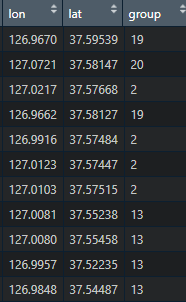 lon lat group
126.9670 37.59539 19
127.0721 37.58147 20
127.0217 37.57668 2
126.9662 37.58127 19
126.9916 37.57484 2
127.0123 37.57447 2
127.0103 37.57515 2
127.0081 37.55238 13
127.0080 37.55458 13
126.9957 37.52235 13
126.9848 37.54487 13